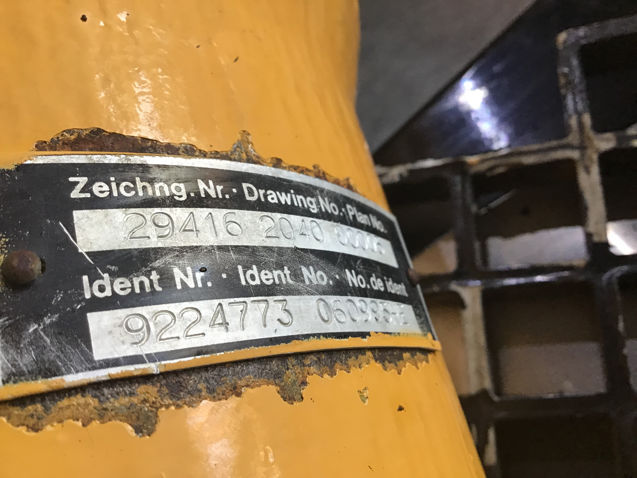 Zeichng.Nr.·Drawing No.·Plan No.
29416 2040
Ident Nr.·Ident No.·No.de ident
9224773